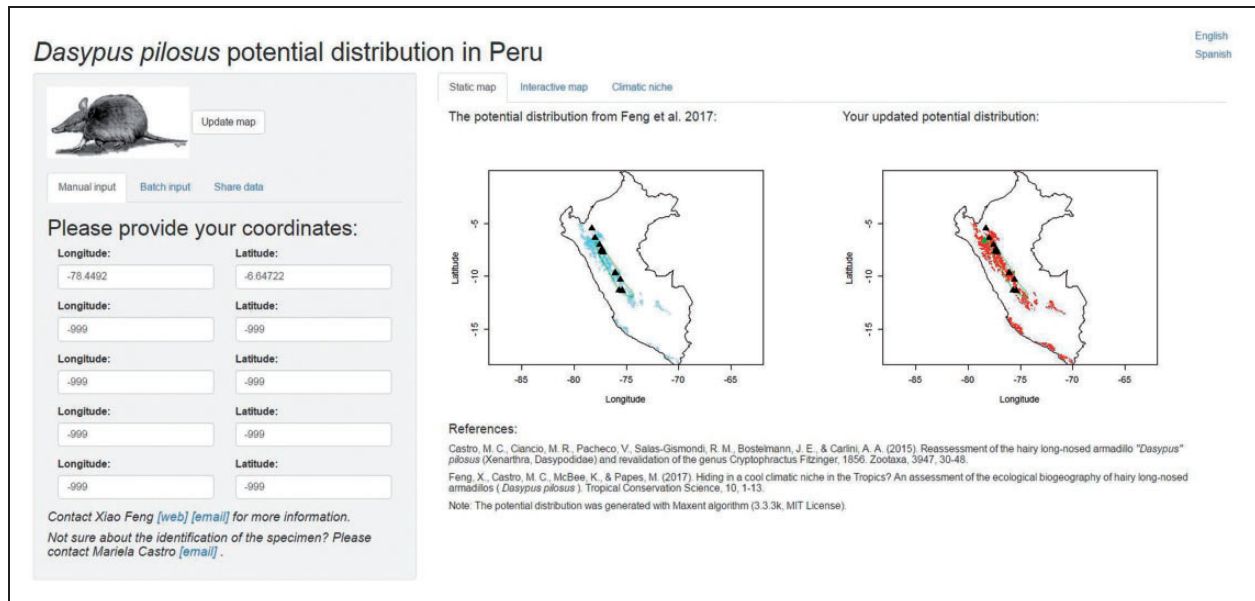 English
Spanish
Dasypus pilosus potential distribution in Peru
Update map
Manual input Batch input Share data
Please provide your coordinates:
Longitude: Latitude:
-78.4492 -6.64722
Longitude: Latitude:
-999 -999
Longitude: Latitude:
-999 -999
Longitude: Latitude:
-999 -999
Longitude: Latitude:
-999 -999
Contact Xiao Feng [web] [email] for more information.
Not sure about the identification of the specimen? Please
contact Mariela Castro [email] .
Static map Interactive map Climatic niche
The potential distribution from Feng et al. 2017:
Latitude
-5
-10
-15
-85 -80 -75 -70 -65
Longitude
Your updated potential distribution:
Latitude
-5
-10
-15
-85 -80 -75 -70 -65
Longitude
References:
Castro, M. C., Ciancio, M. R., Pacheco, V., Salas-Gismondi, R. M., Bostelmann, J. E., & Carlini, A. A. (2015). Reassessment of the hairy long-nosed armadillo "Dasypus"
pilosus (Xenarthra, Dasypodidae) and revalidation of the genus Cryptophractus Fitzinger, 1856. Zootaxa, 3947, 30-48.
Feng, X., Castro, M. C., McBee, K., & Papes, M. (2017). Hiding in a cool climatic niche in the Tropics? An assessment of the ecological biogeography of hairy long-nosed
armadillos ( Dasypus pilosus ). Tropical Conservation Science, 10, 1-13.
Note: The potential distribution was generated with Maxent algorithm (3.3.3k, MIT License).